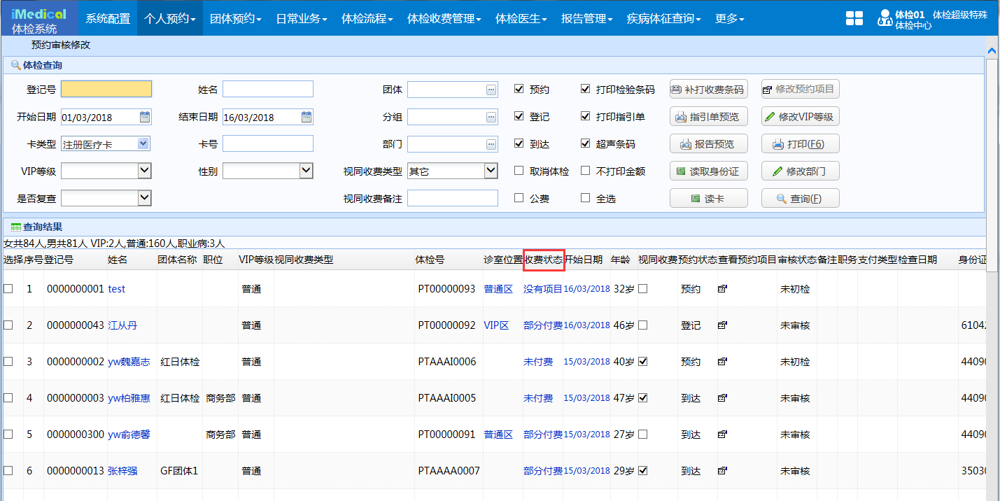 iMedical
体检系统
系统配置 个人预约 团体预约 日常业务 体检流程 体检收费管理 体检医生 报告管理 疾病体征查询 更多
体检01 体检超级特殊
体检中心
预约审核修改
体检查询
登记号 姓名 团体 预约 打印检验条码 补打收费条码 修改预约项目
开始日期 01/03/2018 结束日期 16/03/2018 分组 登记 打印指引单 指引单预览 修改VIP等级
卡类型 注册医疗卡 卡号 部门 到达 超声条码 报告预览 打印(F6)
VIP等级 性别 视同收费类型 其它 取消体检 不打印金额 读取身份证 修改部门
是否复查 视同收费备注 公费 全选 读卡 查询(F)
查询结果
女共84人,男共81人 VIP:2人,普通:160人,职业病:3人
选择 序号 登记号 姓名 团体名称 职位 VIP等级 视同收费类型 体检号 诊室位置 收费状态 开始日期 年龄 视同收费 预约状态 查看预约项目 审核状态 备注 职务 支付类型 检查日期 身份证
1 0000000001 test 普通 PT00000093 普通区 没有项目 16/03/2018 32岁 预约 未初检
2 0000000043 江从丹 普通 PT00000092 VIP区 部分付费 16/03/2018 46岁 登记 未审核 61042
3 0000000002 yw魏嘉志 红日体检 普通 PTAAAI0006 未付费 15/03/2018 40岁 预约 未初检 44090
4 0000000003 yw柏雅惠 红日体检 商务部 普通 PTAAAI0005 未付费 15/03/2018 47岁 到达 未审核 44090
5 0000000300 yw俞德馨 商务部 普通 PT00000091 普通区 部分付费 15/03/2018 27岁 到达 未审核 44090
6 0000000013 张梓强 GF团体1 普通 PTAAAA0007 部分付费 15/03/2018 29岁 到达 未审核 35030